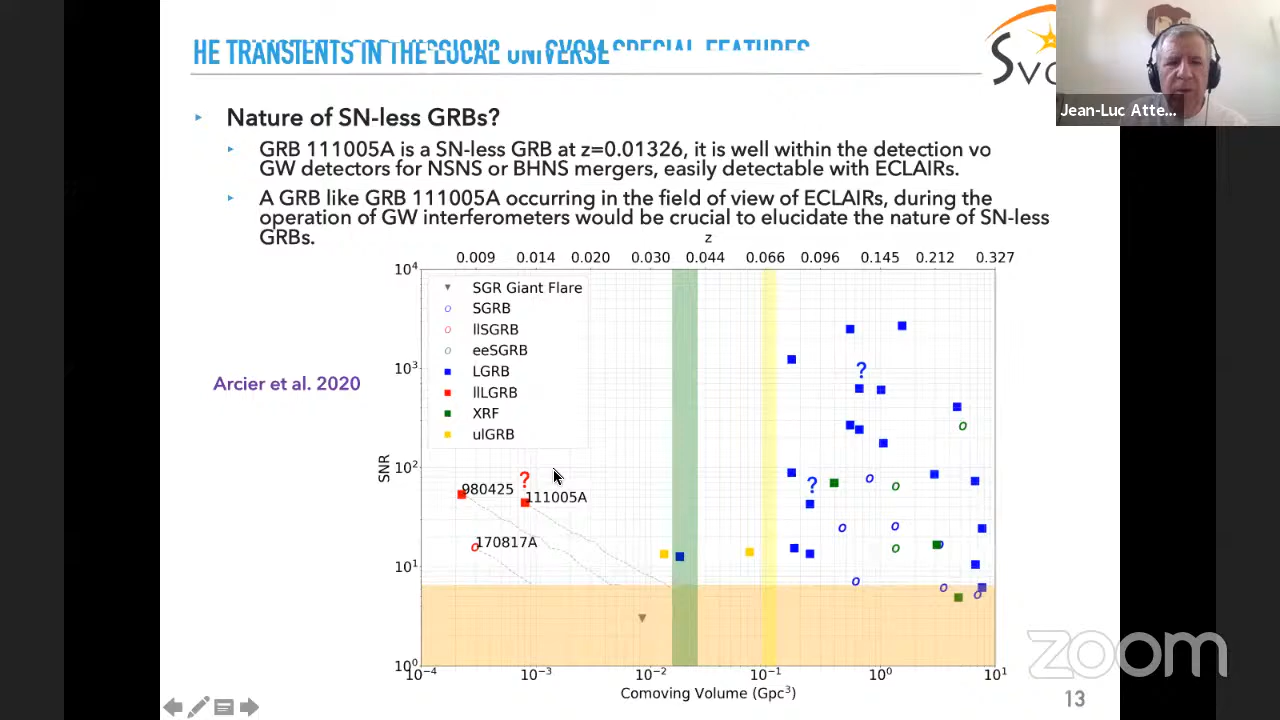 HE TRANSIENTS IN THE LOCAL UNIVERSE SVOM SPECIAL FEATURES
Jean-Luc Atte...
▸ Nature of SN-less GRBs?
▸ GRB 111005A is a SN-less GRB at z=0.01326, it is well within the detection vo
GW detectors for NSNS or BHNS mergers, easily detectable with ECLAIRs.
▸ A GRB like GRB 111005A occurring in the field of view of ECLAIRs, during the
operation of GW interferometers would be crucial to elucidate the nature of SN-less
GRBs.
z
0.009 0.014 0.020 0.030 0.044 0.066 0.096 0.145 0.212 0.327
10⁴
SGR Giant Flare
SGRB
llSGRB
eeSGRB
LGRB
llLGRB
XRF
ulGRB
10³
?
Arcier et al. 2020
SNR
10²
?
?
980425
111005A
170817A
10¹
10⁰
10⁻⁴ 10⁻³ 10⁻² 10⁻¹ 10⁰ 10¹
Comoving Volume (Gpc³)
zoom
13